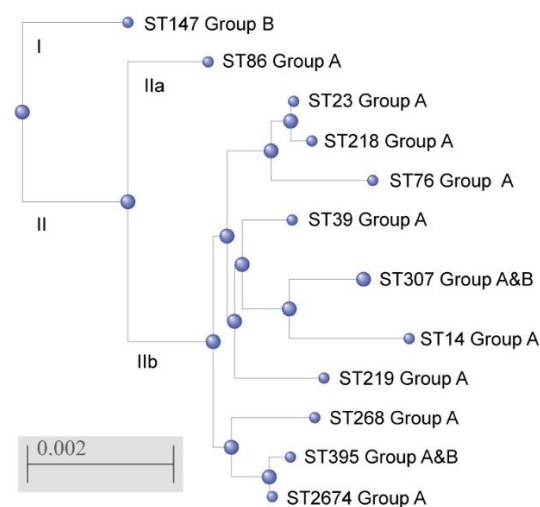 ST147 Group B
I
ST86 Group A
IIa
ST23 Group A
ST218 Group A
ST76 Group A
II
ST39 Group A
ST307 Group A&B
ST14 Group A
IIb
ST219 Group A
ST268 Group A
0.002
ST395 Group A&B
ST2674 Group A